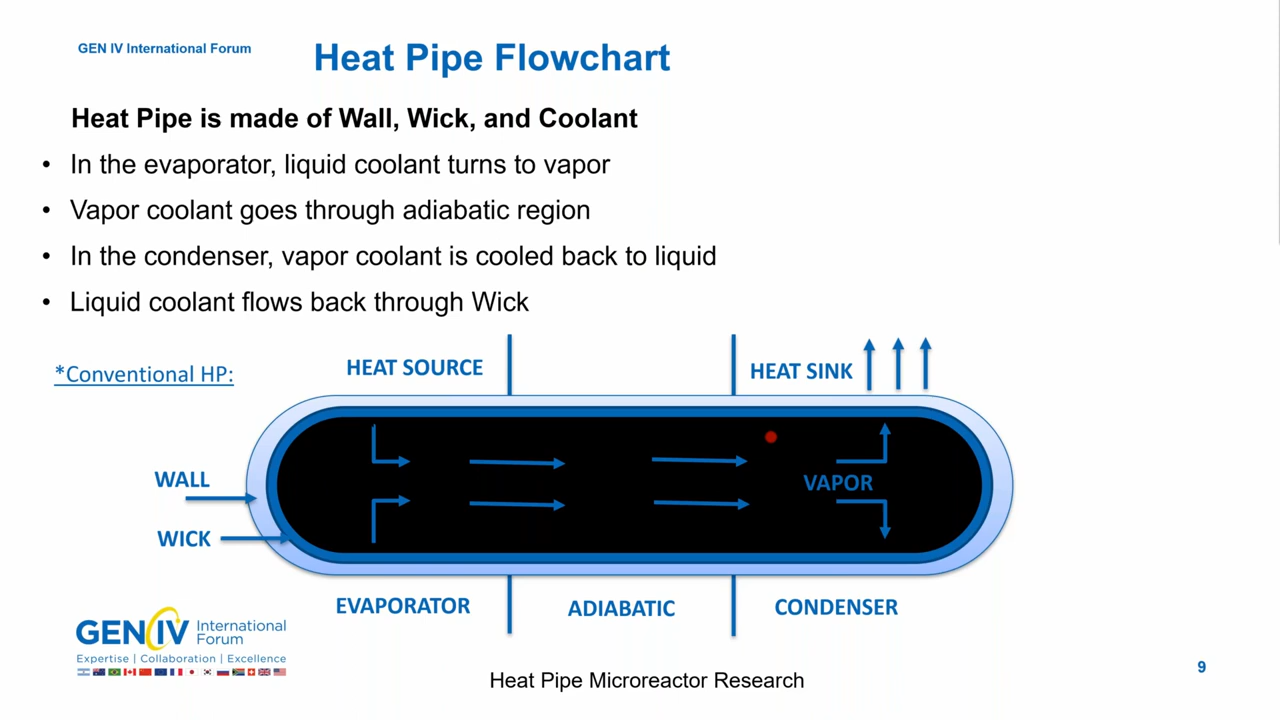 GEN IV International Forum
Heat Pipe Flowchart
Heat Pipe is made of Wall, Wick, and Coolant
• In the evaporator, liquid coolant turns to vapor
• Vapor coolant goes through adiabatic region
• In the condenser, vapor coolant is cooled back to liquid
• Liquid coolant flows back through Wick
*Conventional HP:
HEAT SOURCE
HEAT SINK
WALL
VAPOR
WICK
EVAPORATOR
ADIABATIC
CONDENSER
GEN IV International
Forum
Expertise | Collaboration | Excellence
Heat Pipe Microreactor Research
9